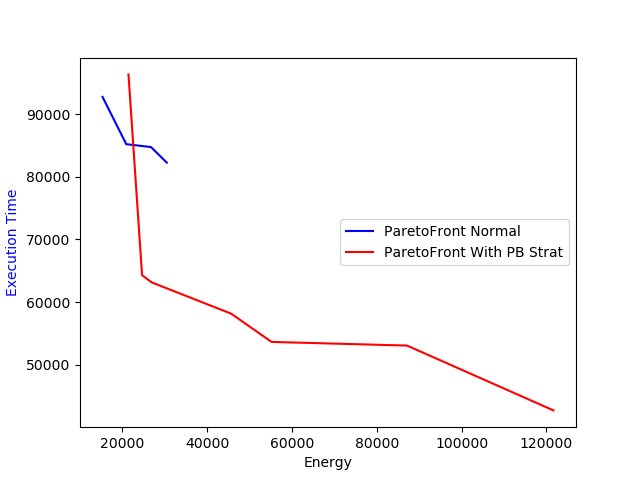 90000
80000
70000
60000
50000
Execution Time
ParetoFront Normal
ParetoFront With PB Strat
20000 40000 60000 80000 100000 120000
Energy